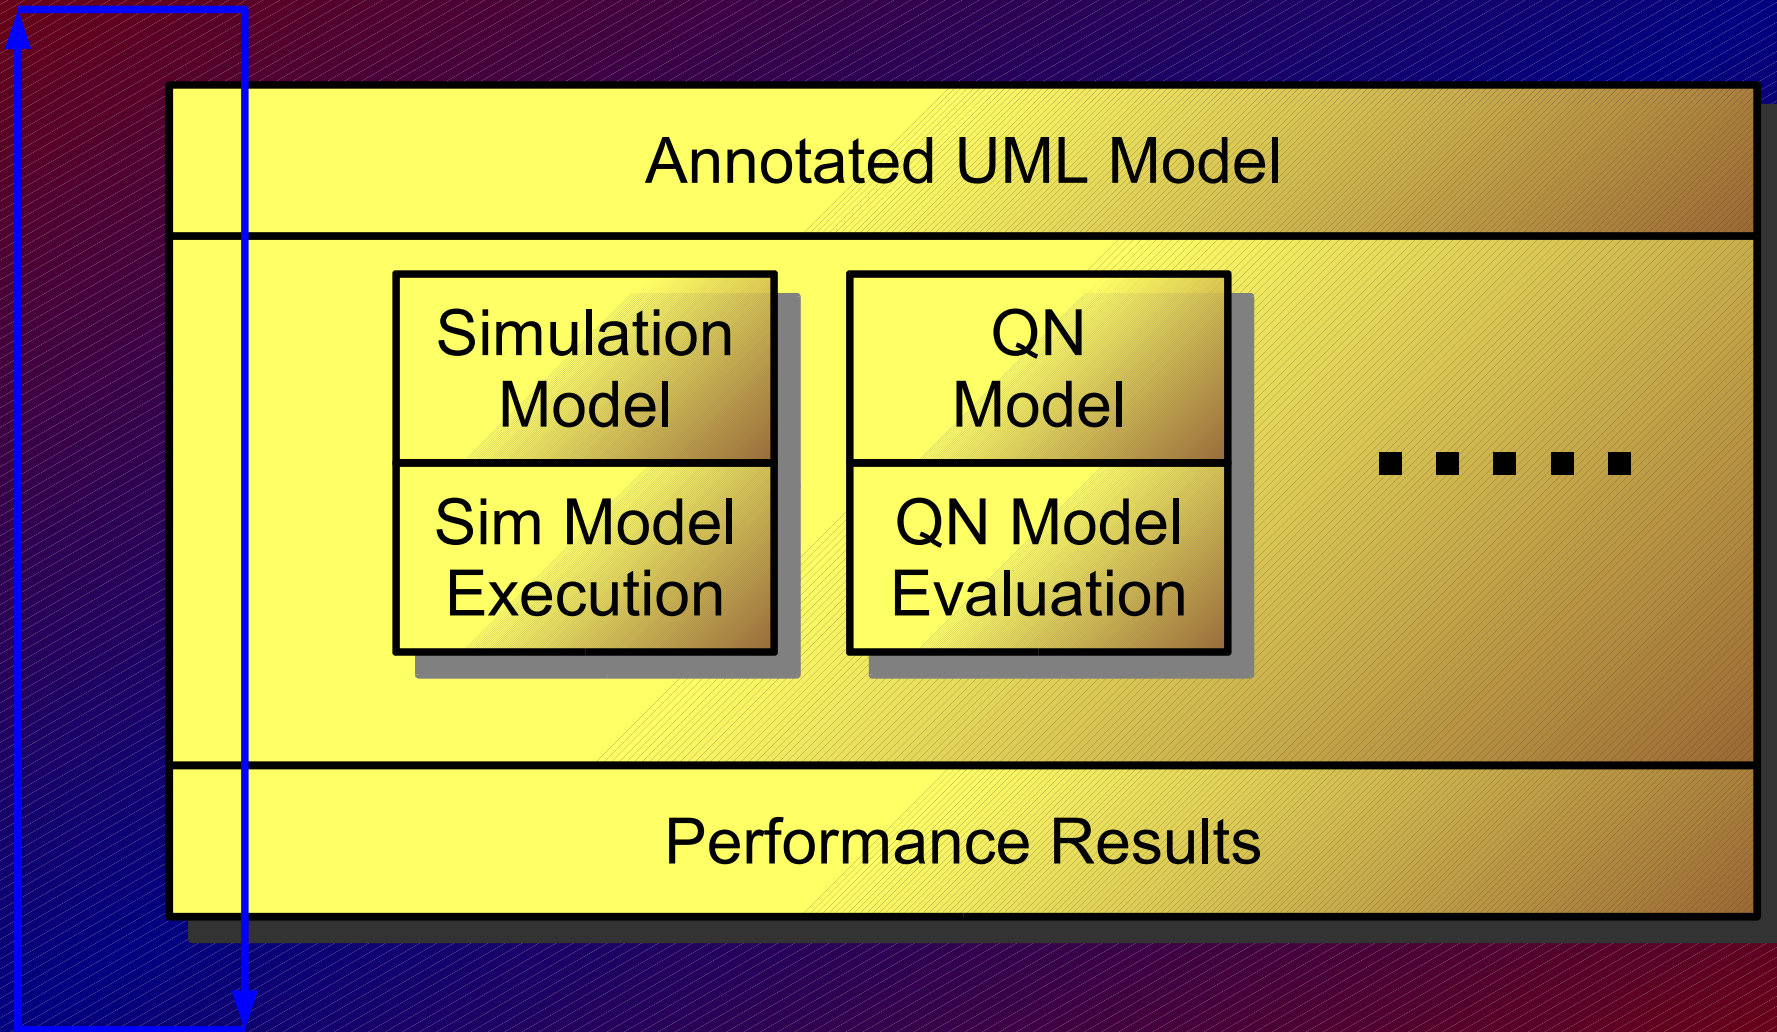 Annotated UML Model
Simulation
Model
Sim Model
Execution
QN
Model
QN Model
Evaluation
.....
Performance Results